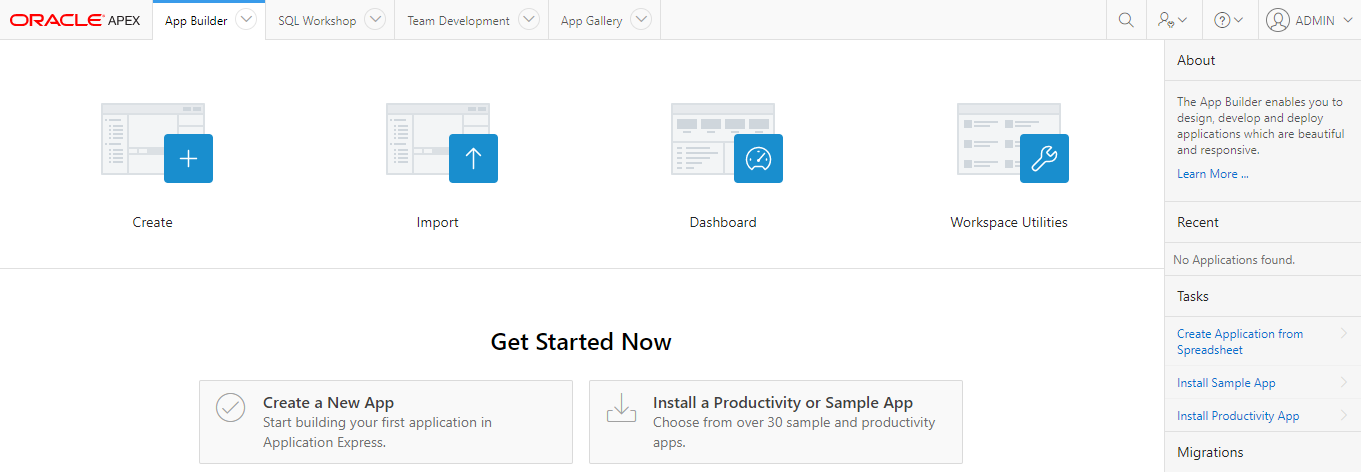 ORACLE APEX App Builder SQL Workshop Team Development App Gallery ADMIN
Create
Import
Dashboard
Workspace Utilities
Get Started Now
Create a New App
Start building your first application in
Application Express.
Install a Productivity or Sample App
Choose from over 30 sample and productivity
apps.
About
The App Builder enables you to
design, develop and deploy
applications which are beautiful
and responsive.
Learn More ...
Recent
No Applications found.
Tasks
Create Application from
Spreadsheet
Install Sample App
Install Productivity App
Migrations